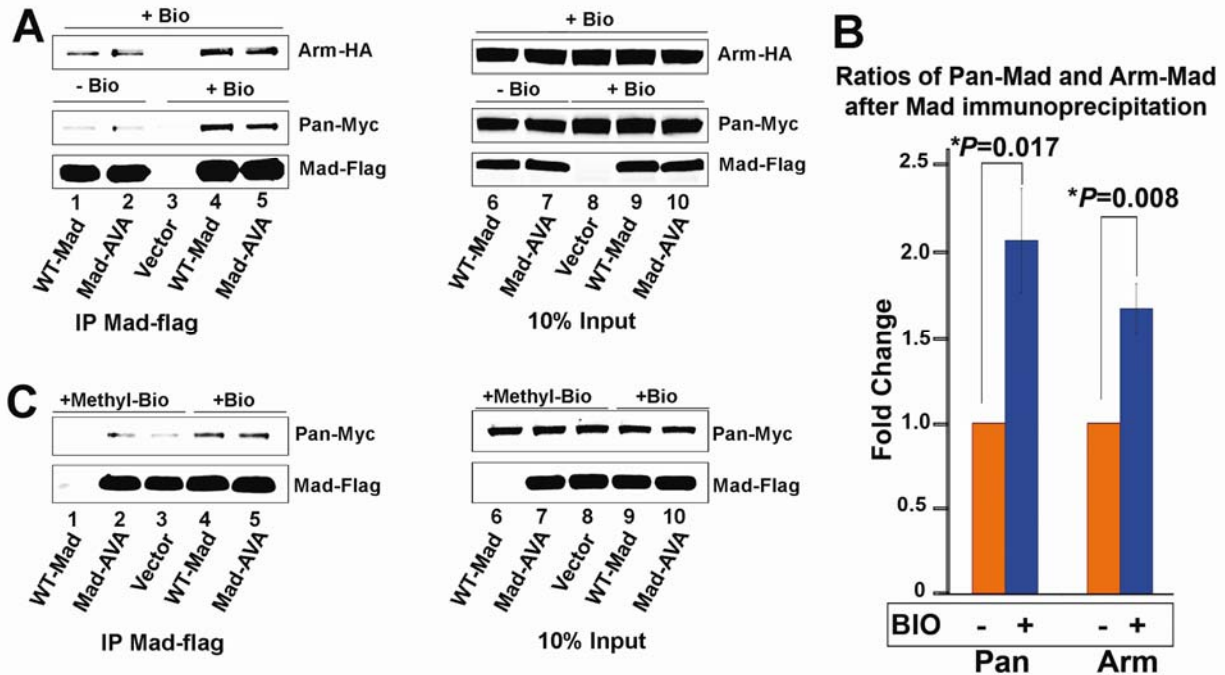 A
+ Bio
Arm-HA
- Bio + Bio
Pan-Myc
Mad-Flag
1 2 3 4 5
WT-Mad Mad-AVA Vector WT-Mad Mad-AVA
IP Mad-flag
+ Bio
Arm-HA
- Bio + Bio
Pan-Myc
Mad-Flag
6 7 8 9 10
WT-Mad Mad-AVA Vector WT-Mad Mad-AVA
10% Input
B
Ratios of Pan-Mad and Arm-Mad
after Mad immunoprecipitation
*P=0.017
*P=0.008
Fold Change
2.5
2.0
1.5
1.0
0.5
0
BIO - + - +
Pan Arm
C
+Methyl-Bio +Bio
Pan-Myc
Mad-Flag
1 2 3 4 5
WT-Mad Mad-AVA Vector WT-Mad Mad-AVA
IP Mad-flag
+Methyl-Bio +Bio
Pan-Myc
Mad-Flag
6 7 8 9 10
WT-Mad Mad-AVA Vector WT-Mad Mad-AVA
10% Input